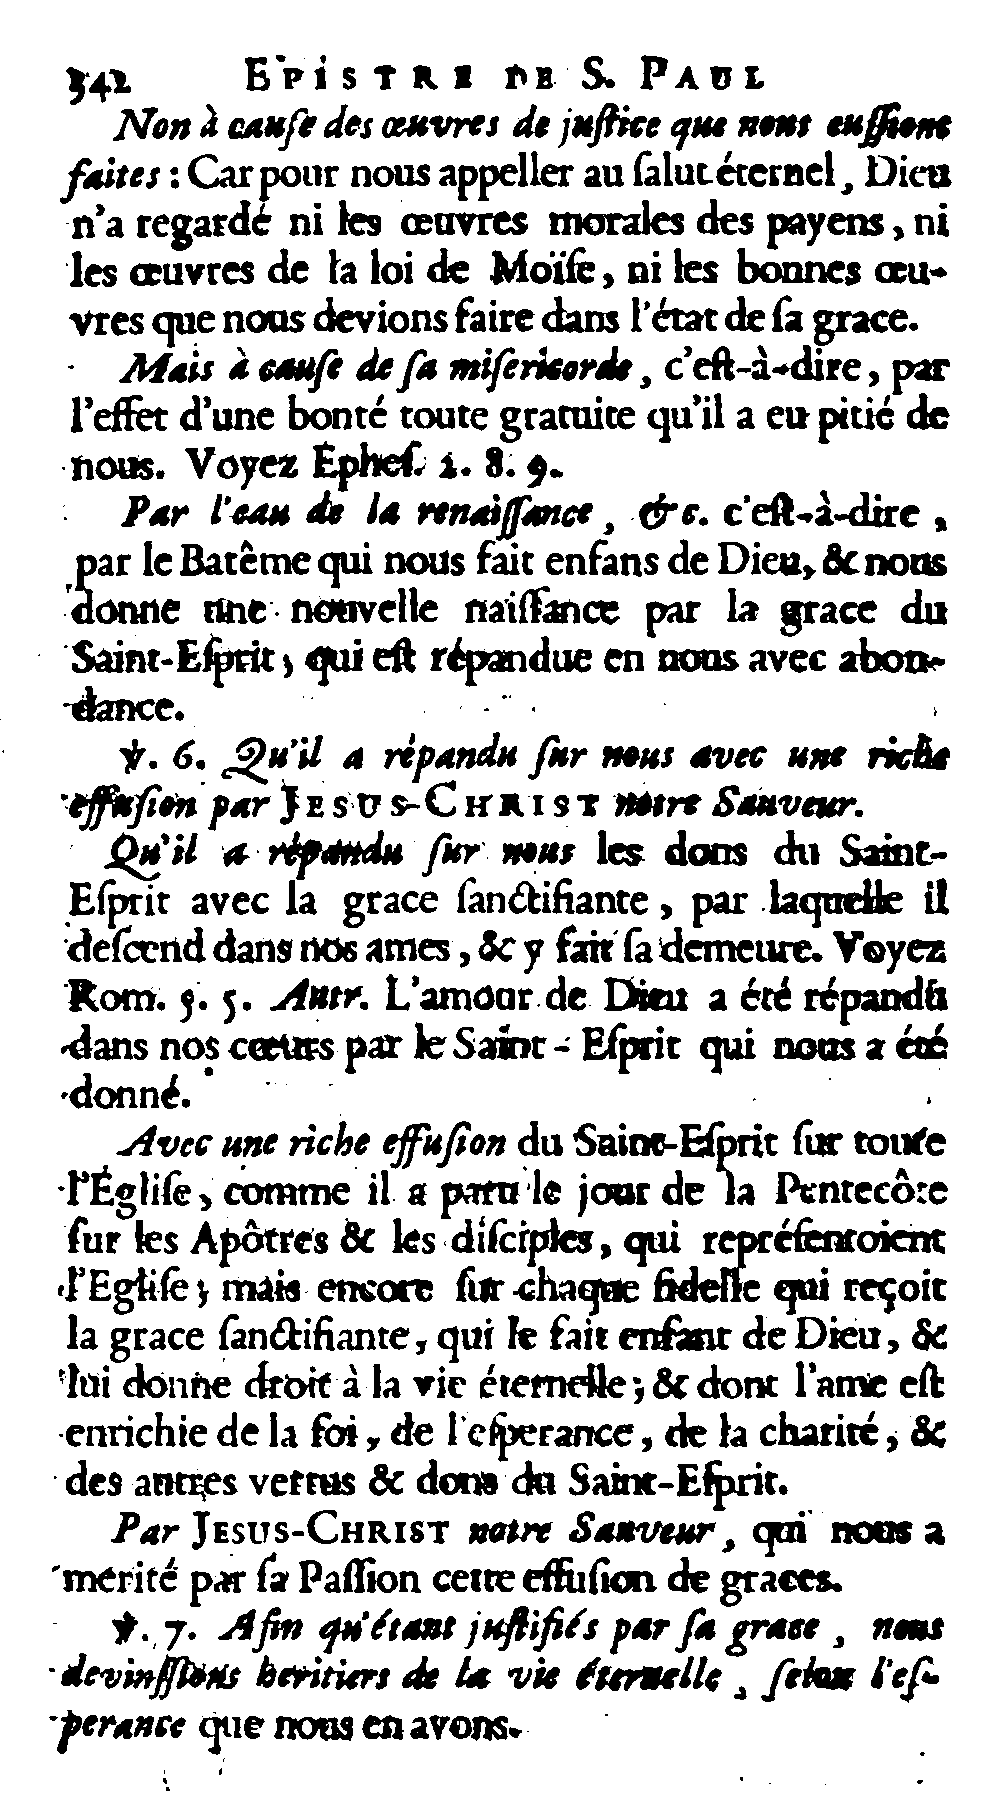 342 EPISTRE DE S. PAUL
Non à cauſe des œuvres de juſtice que nous euſſions
faites : Car pour nous appeller au ſalut éternel, Dieu
n'a regardé ni les œuvres morales des payens, ni
les œuvres de la loi de Moïſe, ni les bonnes œu-
vres que nous devions faire dans l'état de ſa grace.
Mais à cauſe de ſa miſericorde, c'eſt-à-dire, par
l'effet d'une bonté toute gratuite qu'il a eu pitié de
nous. Voyez Epheſ. 2. 8. 9.
Par l'eau de la renaiſſance, &c. c'eſt-à-dire,
par le Batême qui nous fait enfans de Dieu, & nous
donne une nouvelle naiſſance par la grace du
Saint-Eſprit, qui eſt répandue en nous avec abon-
dance.
℣. 6. Qu'il a répandu ſur nous avec une riche
effuſion par JESUS-CHRIST notre Sauveur.
Qu'il a répandu ſur nous les dons du Saint-
Eſprit avec la grace ſanctifiante, par laquelle il
deſcend dans nos ames, & y fait ſa demeure. Voyez
Rom. 5. 5. Autr. L'amour de Dieu a été répandu
dans nos cœurs par le Saint-Eſprit qui nous a été
donné.
Avec une riche effuſion du Saint-Eſprit ſur toute
l'Égliſe, comme il a paru le jour de la Pentecôte
ſur les Apôtres & les diſciples, qui repréſentoient
l'Egliſe ; mais encore ſur chaque fidelle qui reçoit
la grace ſanctifiante, qui le fait enfant de Dieu, &
lui donne droit à la vie éternelle ; & dont l'ame eſt
enrichie de la foi, de l'eſperance, de la charité, &
des autres vertus & dons du Saint-Eſprit.
Par JESUS-CHRIST notre Sauveur, qui nous a
merité par ſa Paſſion cette effuſion de graces.
℣. 7. Afin qu'étant juſtifiés par ſa grace, nous
devinſſions heritiers de la vie éternelle, ſelon l'eſ-
perance que nous en avons.